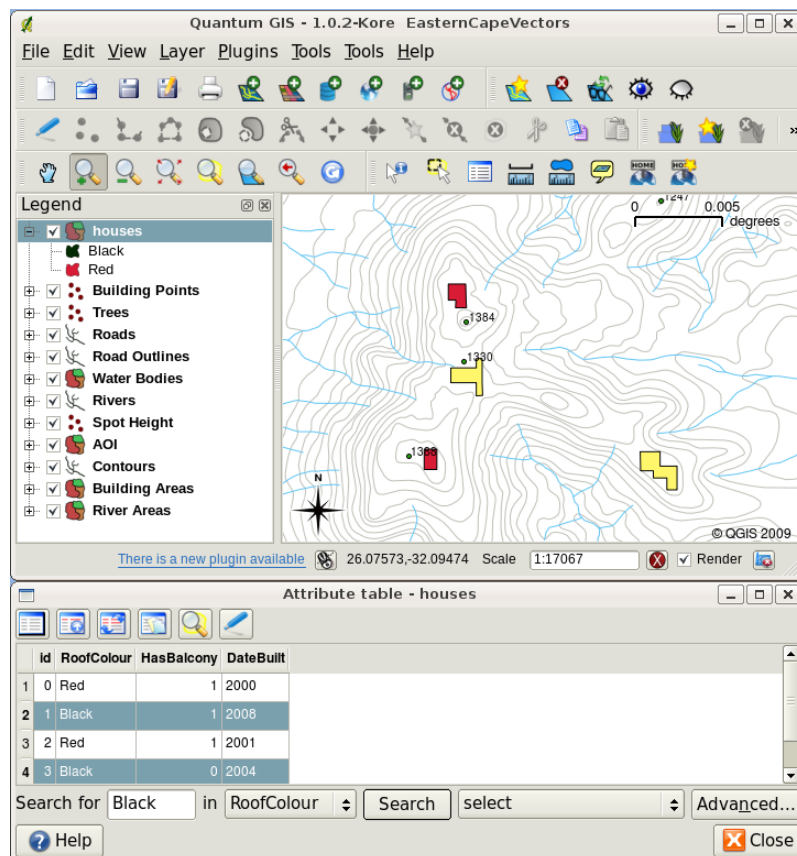 Quantum GIS - 1.0.2-Kore  EasternCapeVectors
File Edit View Layer Plugins Tools Tools Help
»
HOME
Legend
houses
Black
Red
Building Points
Trees
Roads
Road Outlines
Water Bodies
Rivers
Spot Height
AOI
Contours
Building Areas
River Areas
1247
0 0.005
degrees
1384
1330
1388
N
© QGIS 2009
There is a new plugin available 26.07573,-32.09474 Scale 1:17067 Render
Attribute table - houses
id RoofColour HasBalcony DateBuilt
1 0 Red 1 2000
2 1 Black 1 2008
3 2 Red 1 2001
4 3 Black 0 2004
Search for Black in RoofColour Search select Advanced...
Help Close